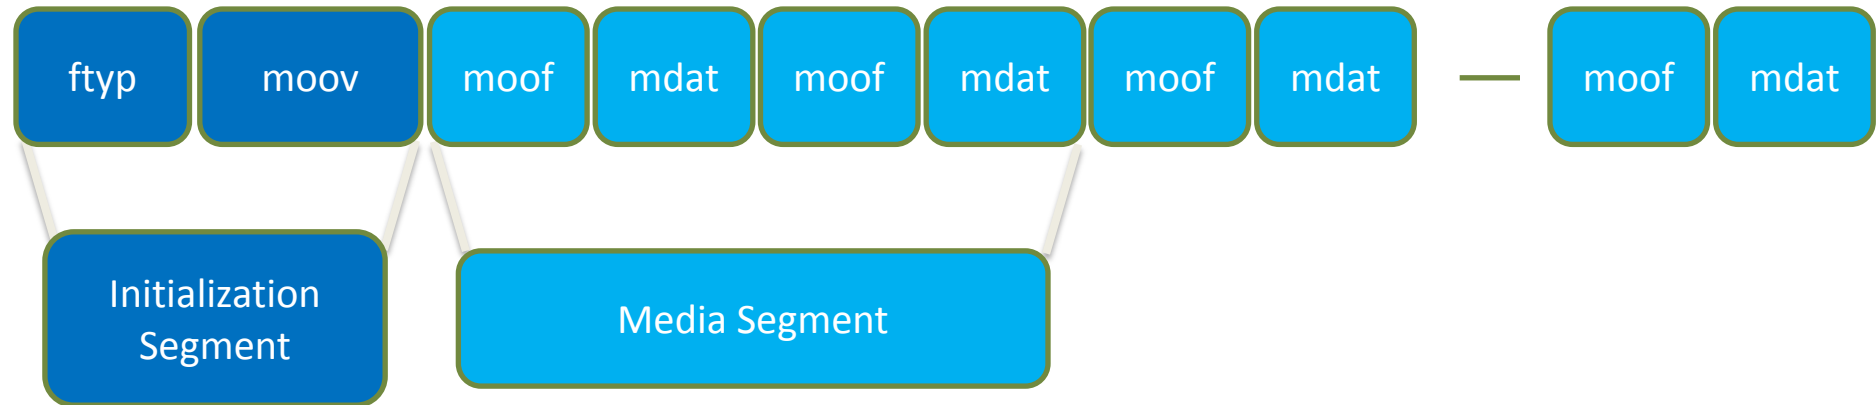 ftyp moov moof mdat moof mdat moof mdat — moof mdat
Initialization
Segment
Media Segment